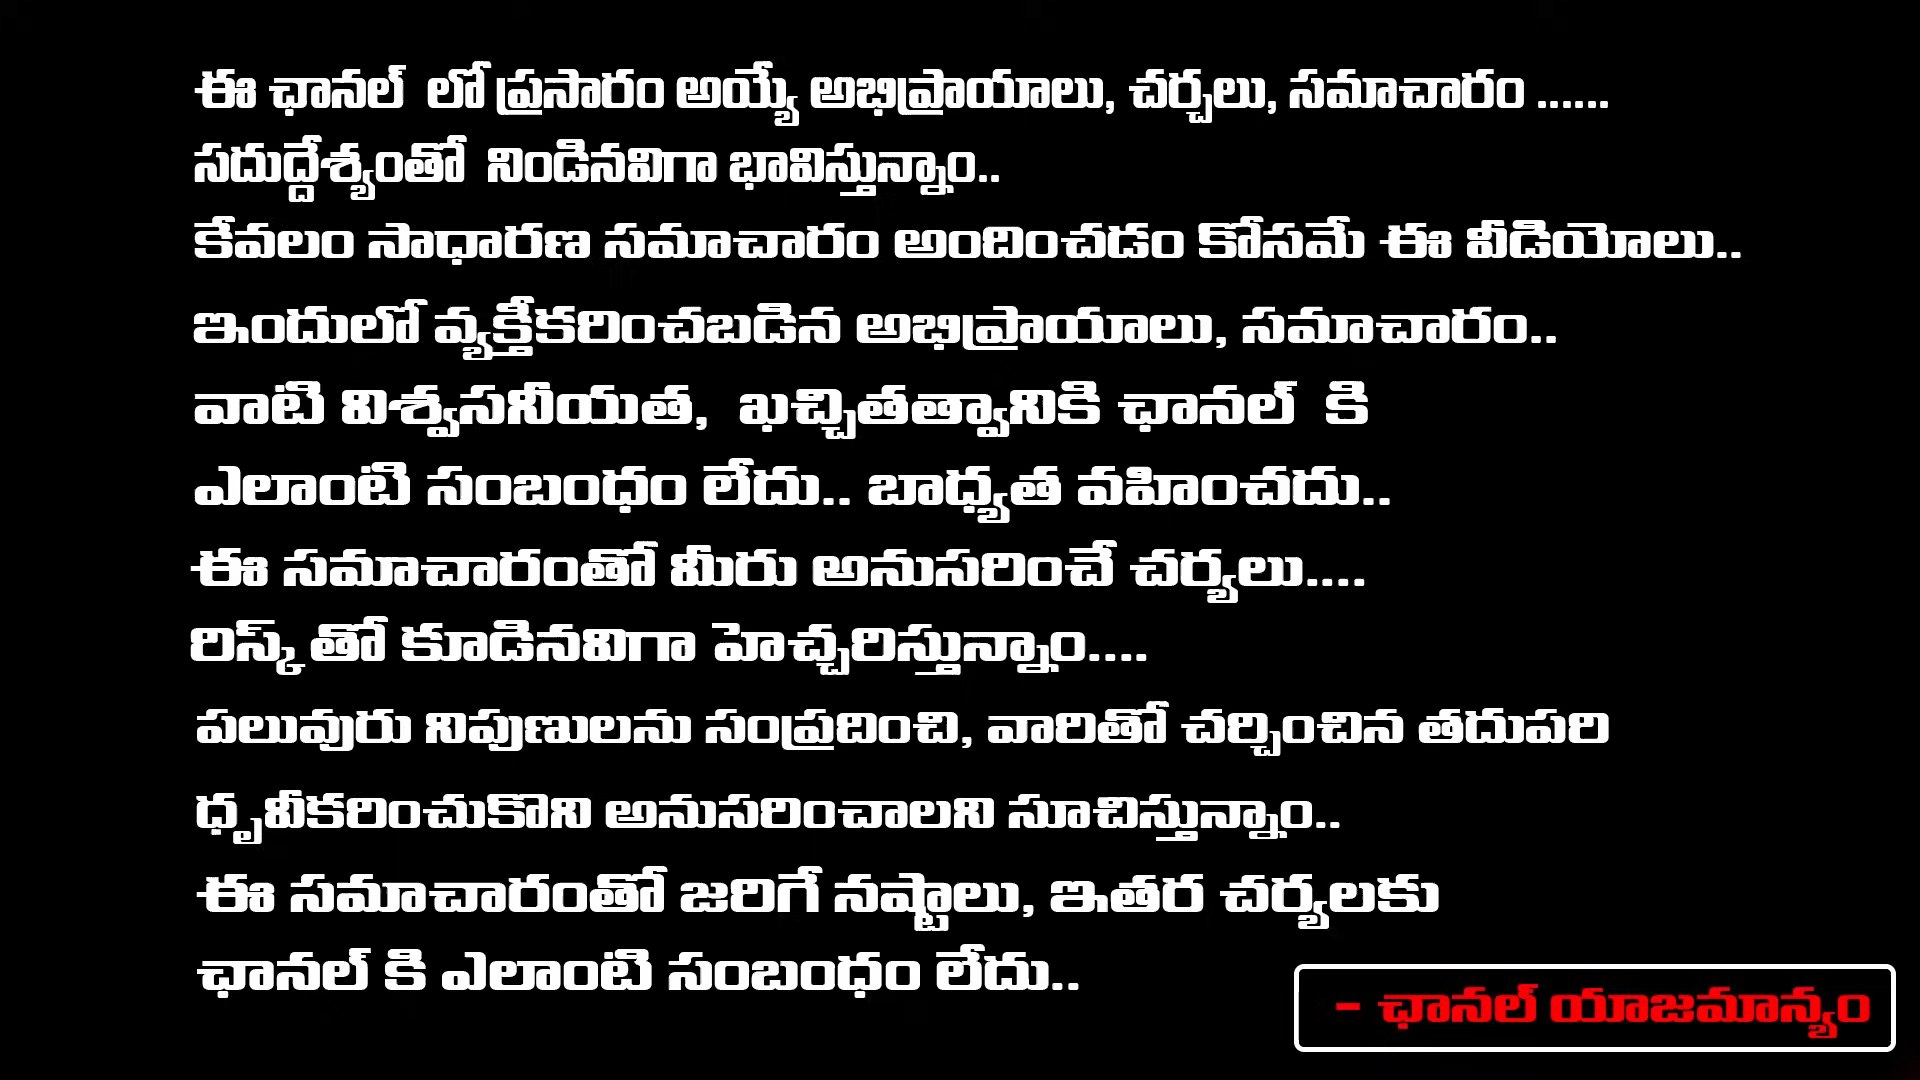 ఈ ఛానల్ లో ప్రసారం అయ్యే అభిప్రాయాలు, చర్చలు, సమాచారం ......
సదుద్దేశ్యంతో నిండినవిగా భావిస్తున్నాం..
కేవలం సాధారణ సమాచారం అందించడం కోసమే ఈ వీడియోలు..
ఇందులో వ్యక్తీకరించబడిన అభిప్రాయాలు, సమాచారం..
వాటి విశ్వసనీయత, ఖచ్చితత్వానికి ఛానల్ కి
ఎలాంటి సంబంధం లేదు.. బాధ్యత వహించదు..
ఈ సమాచారంతో మీరు అనుసరించే చర్యలు....
రిస్క్ తో కూడినవిగా హెచ్చరిస్తున్నాం....
పలువురు నిపుణులను సంప్రదించి, వారితో చర్చించిన తదుపరి
ధృవీకరించుకొని అనుసరించాలని సూచిస్తున్నాం..
ఈ సమాచారంతో జరిగే నష్టాలు, ఇతర చర్యలకు
ఛానల్ కి ఎలాంటి సంబంధం లేదు..
- ఛానల్ యాజమాన్యం